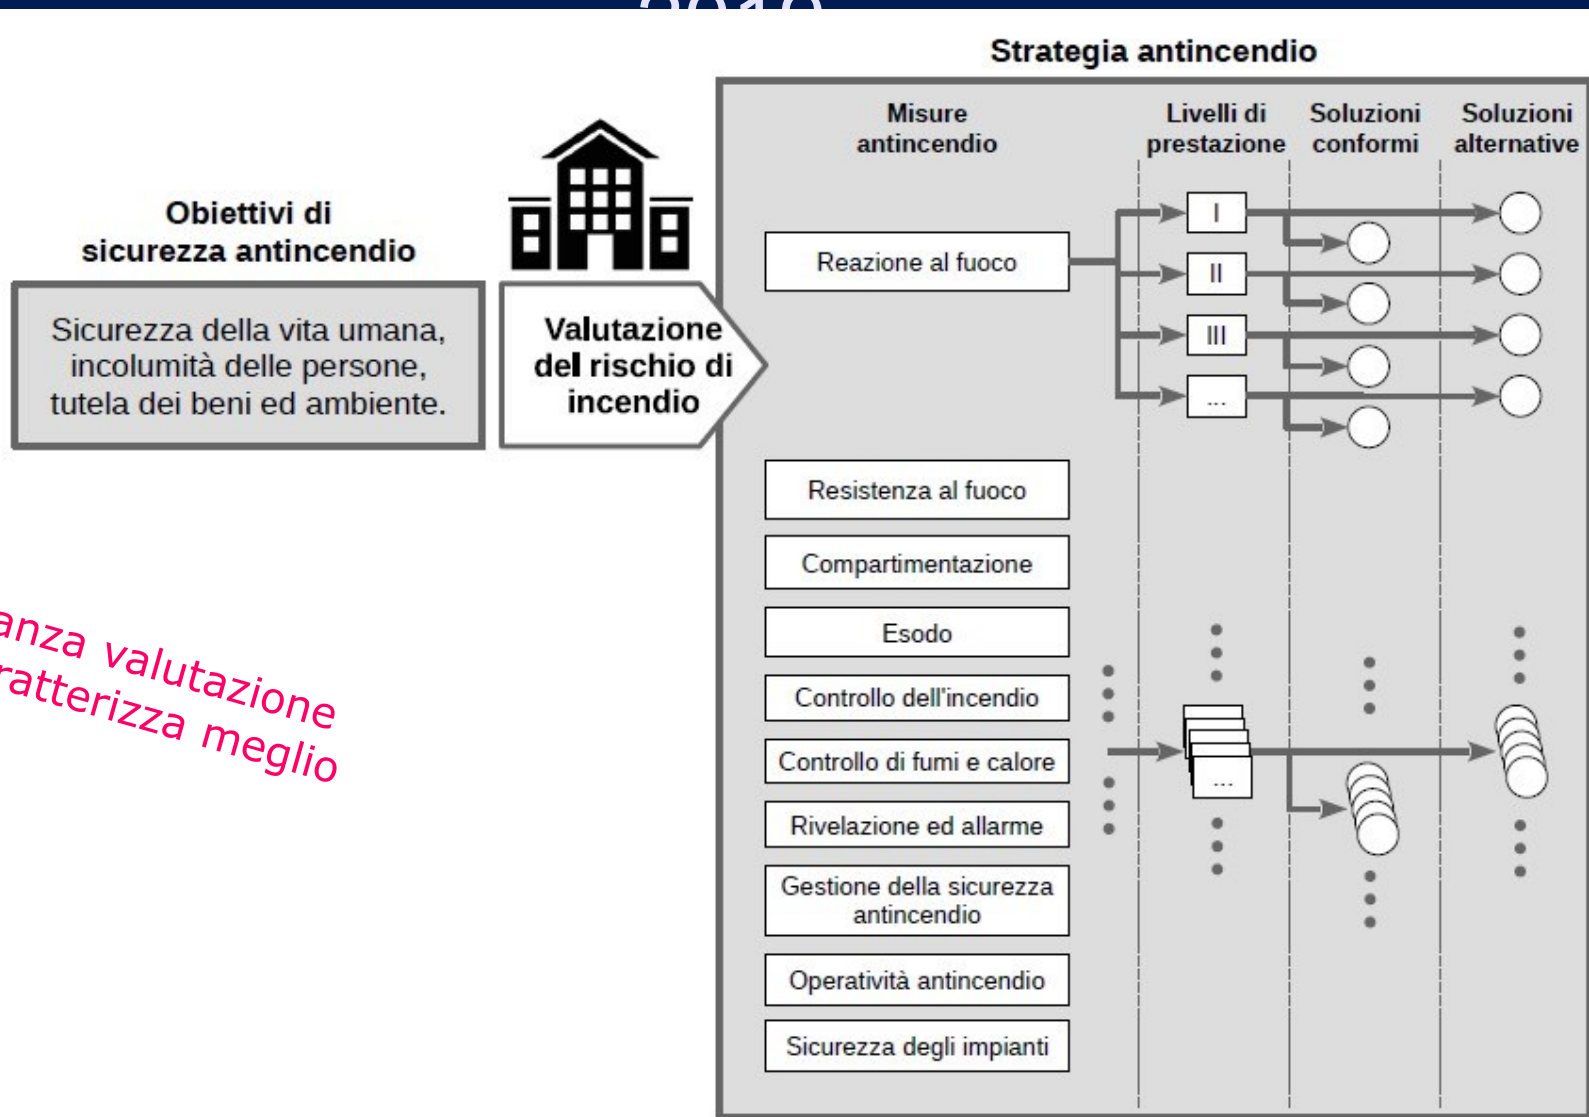 2019
Strategia antincendio
Misure
antincendio
Livelli di
prestazione
Soluzioni
conformi
Soluzioni
alternative
Obiettivi di
sicurezza antincendio
Sicurezza della vita umana,
incolumità delle persone,
tutela dei beni ed ambiente.
Valutazione
del rischio di
incendio
Reazione al fuoco
I
II
III
...
Resistenza al fuoco
Compartimentazione
Esodo
Controllo dell'incendio
Controllo di fumi e calore
...
Rivelazione ed allarme
Gestione della sicurezza
antincendio
Operatività antincendio
Sicurezza degli impianti
valutazione
meglio